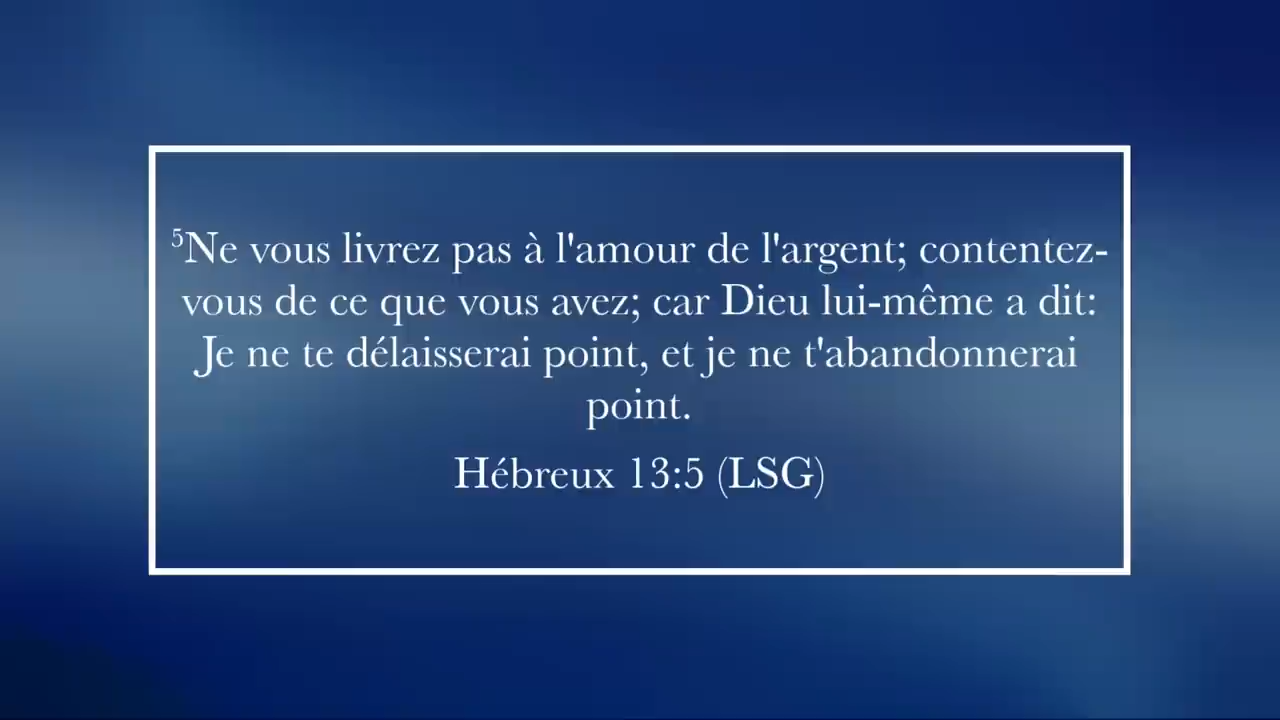 ⁵Ne vous livrez pas à l'amour de l'argent; contentez-
vous de ce que vous avez; car Dieu lui-même a dit:
Je ne te délaisserai point, et je ne t'abandonnerai
point.
Hébreux 13:5 (LSG)